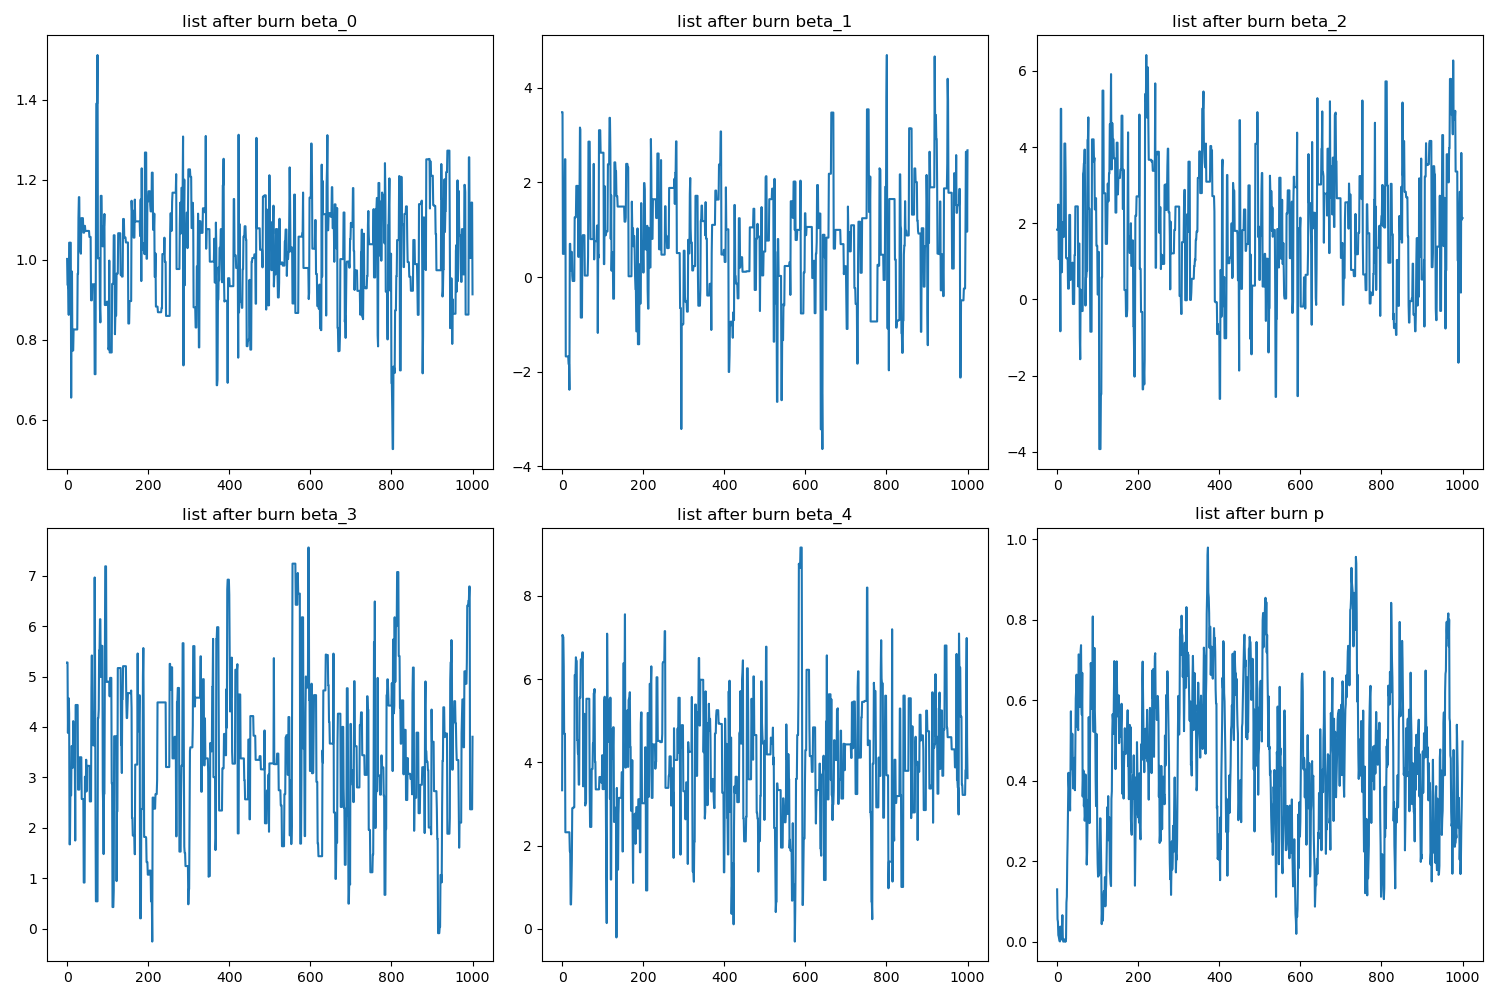 list after burn beta_0
1.4
1.2
1.0
0.8
0.6
0 200 400 600 800 1000
list after burn beta_1
4
2
0
−2
−4
0 200 400 600 800 1000
list after burn beta_2
6
4
2
0
−2
−4
0 200 400 600 800 1000
list after burn beta_3
7
6
5
4
3
2
1
0
0 200 400 600 800 1000
list after burn beta_4
8
6
4
2
0
0 200 400 600 800 1000
list after burn p
1.0
0.8
0.6
0.4
0.2
0.0
0 200 400 600 800 1000